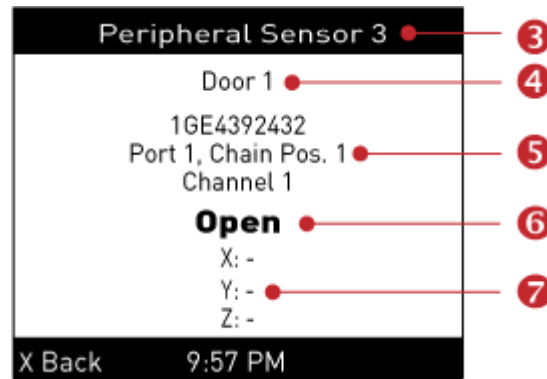 Peripheral Sensor 3
3
Door 1
4
1GE4392432
Port 1, Chain Pos. 1
5
Channel 1
Open
6
X: -
Y: -
7
Z: -
X Back 9:57 PM